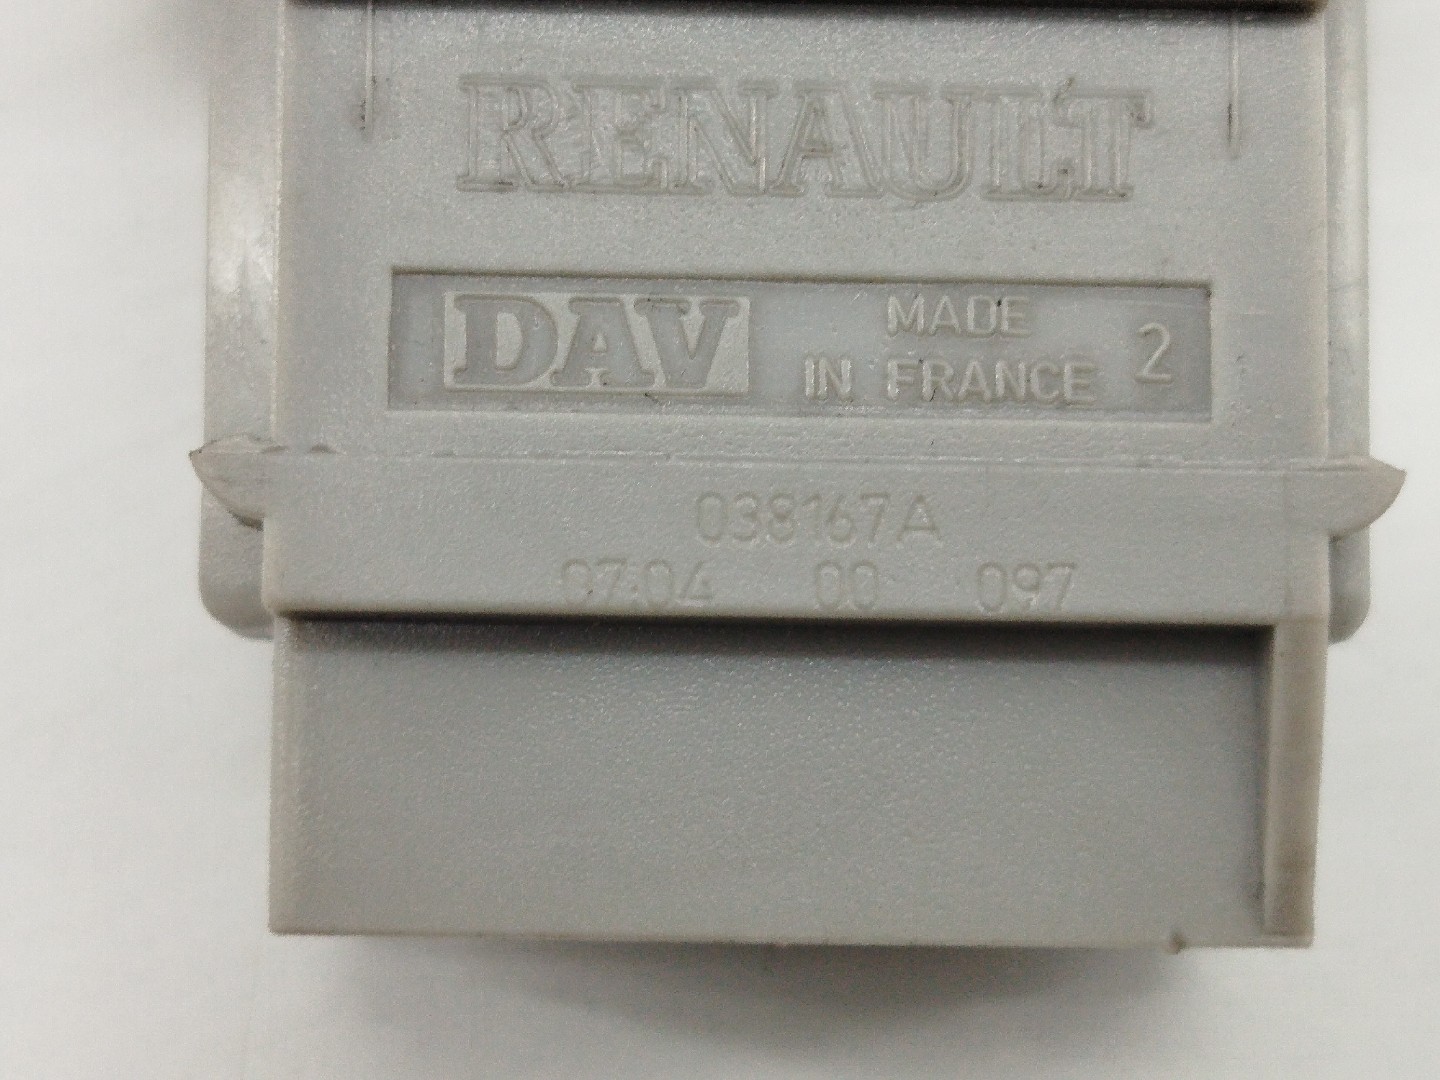 RENAULT
DAV MADE
IN FRANCE 2
038167A
07:04 00 097